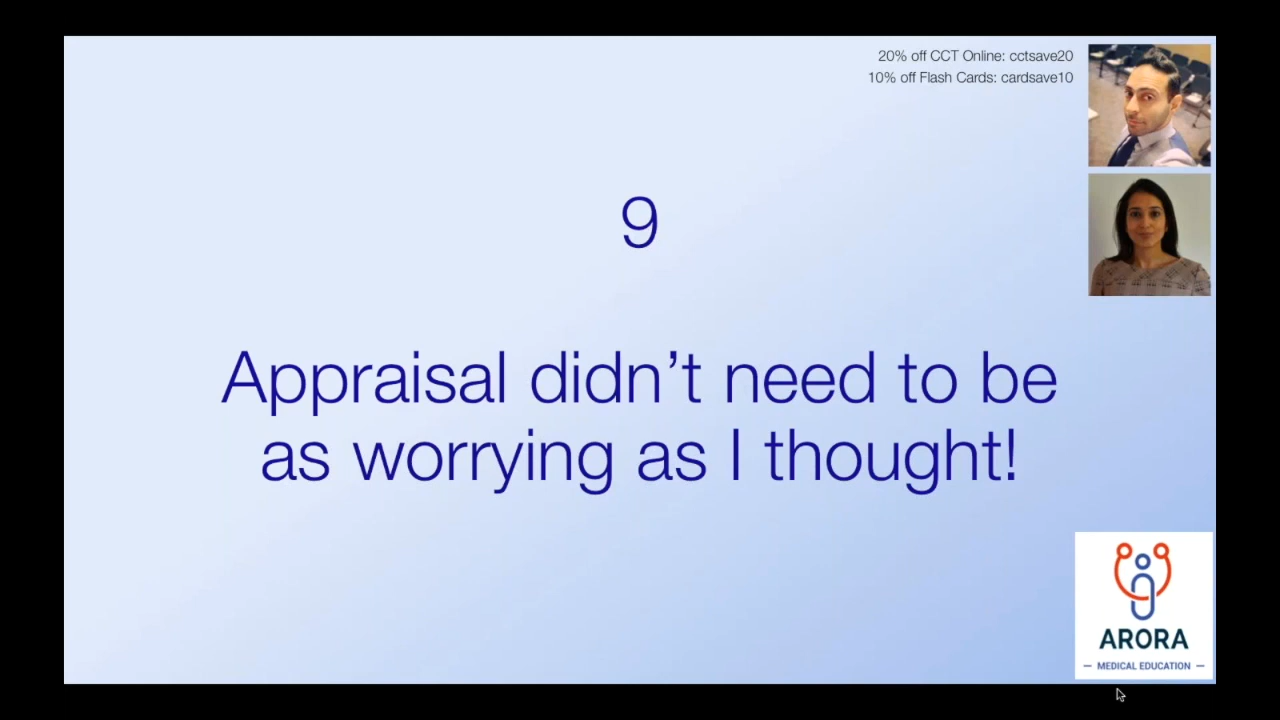 20% off CCT Online: cctsave20
10% off Flash Cards: cardsave10
9
Appraisal didn’t need to be
as worrying as I thought!
ARORA
— MEDICAL EDUCATION —